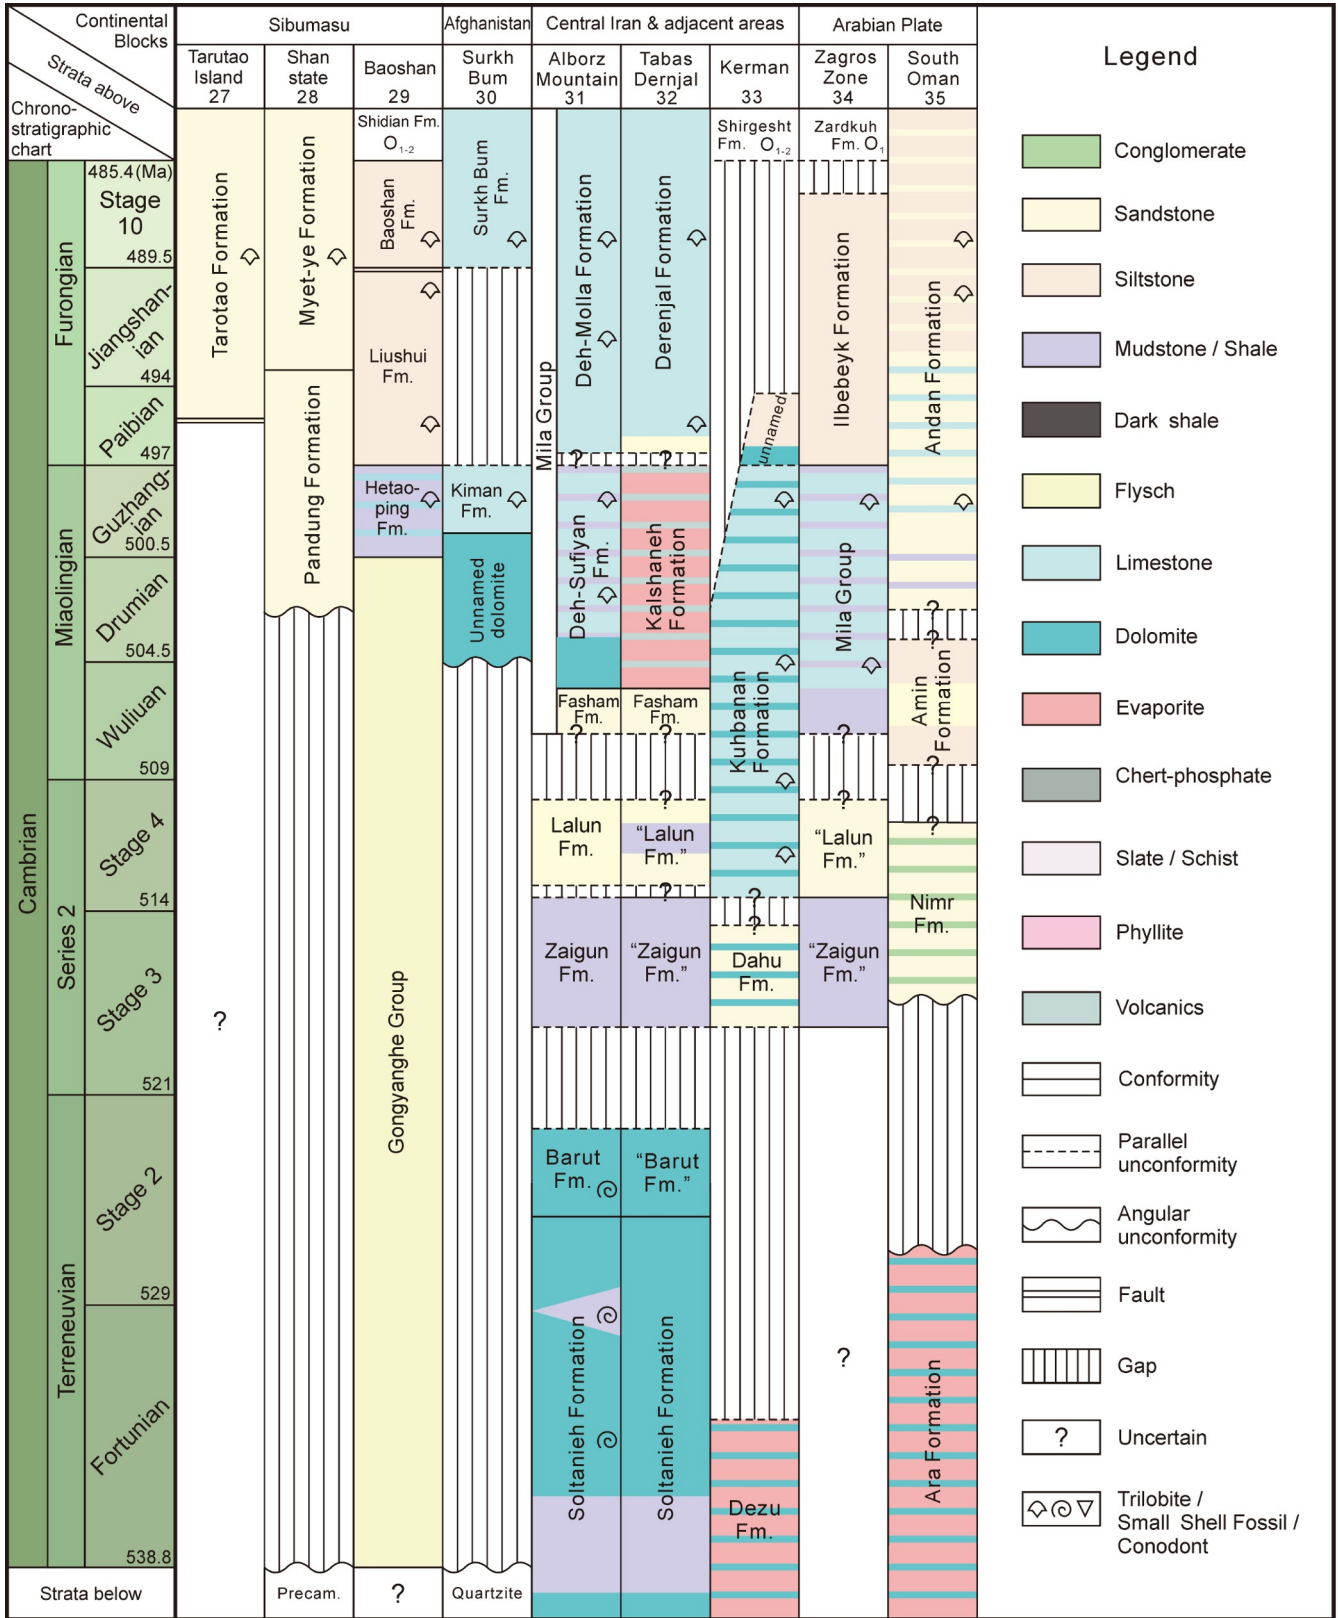 Continental
Blocks
Strata above
Chrono-
stratigraphic
chart
Sibumasu
Afghanistan
Central Iran & adjacent areas
Arabian Plate
Tarutao
Island
27
Shan
state
28
Baoshan
29
Surkh
Bum
30
Alborz
Mountain
31
Tabas
Dernjal
32
Kerman
33
Zagros
Zone
34
South
Oman
35
Cambrian
Furongian
Miaolingian
Series 2
Terreneuvian
485.4(Ma)
Stage
10
489.5
Jiangshan-
ian
494
Paibian
497
Guzhang-
ian
500.5
Drumian
504.5
Wuliuan
509
Stage 4
514
Stage 3
521
Stage 2
529
Fortunian
538.8
Strata below
Tarotao Formation
?
Myet-ye Formation
Pandung Formation
Precam.
Shidian Fm.
O1-2
Baoshan
Fm.
Liushui
Fm.
Hetao-
ping
Fm.
Gongyanghe Group
?
Surkh Bum
Fm.
Kiman
Fm.
Unnamed
dolomite
Quartzite
Mila Group
Deh-Molla Formation
?
Deh-Sufiyan
Fm.
Fasham
Fm.
?
Lalun
Fm.
Zaigun
Fm.
Barut
Fm.
Soltanieh Formation
Derenjal Formation
?
Kalshaneh
Formation
Fasham
Fm.
?
?
“Lalun
Fm.”
?
“Zaigun
Fm.”
“Barut
Fm.”
Soltanieh Formation
Shirgesht
Fm. O1-2
unnamed
Kuhbanan
Formation
?
?
Dahu
Fm.
Dezu
Fm.
Zardkuh
Fm. O1
Ilbebeyk Formation
Mila Group
?
?
“Lalun
Fm.”
“Zaigun
Fm.”
?
Andan Formation
?
?
Amin
Formation
?
?
Nimr
Fm.
Ara Formation
Legend
Conglomerate
Sandstone
Siltstone
Mudstone / Shale
Dark shale
Flysch
Limestone
Dolomite
Evaporite
Chert-phosphate
Slate / Schist
Phyllite
Volcanics
Conformity
Parallel
unconformity
Angular
unconformity
Fault
Gap
?
Uncertain
Trilobite /
Small Shell Fossil /
Conodont